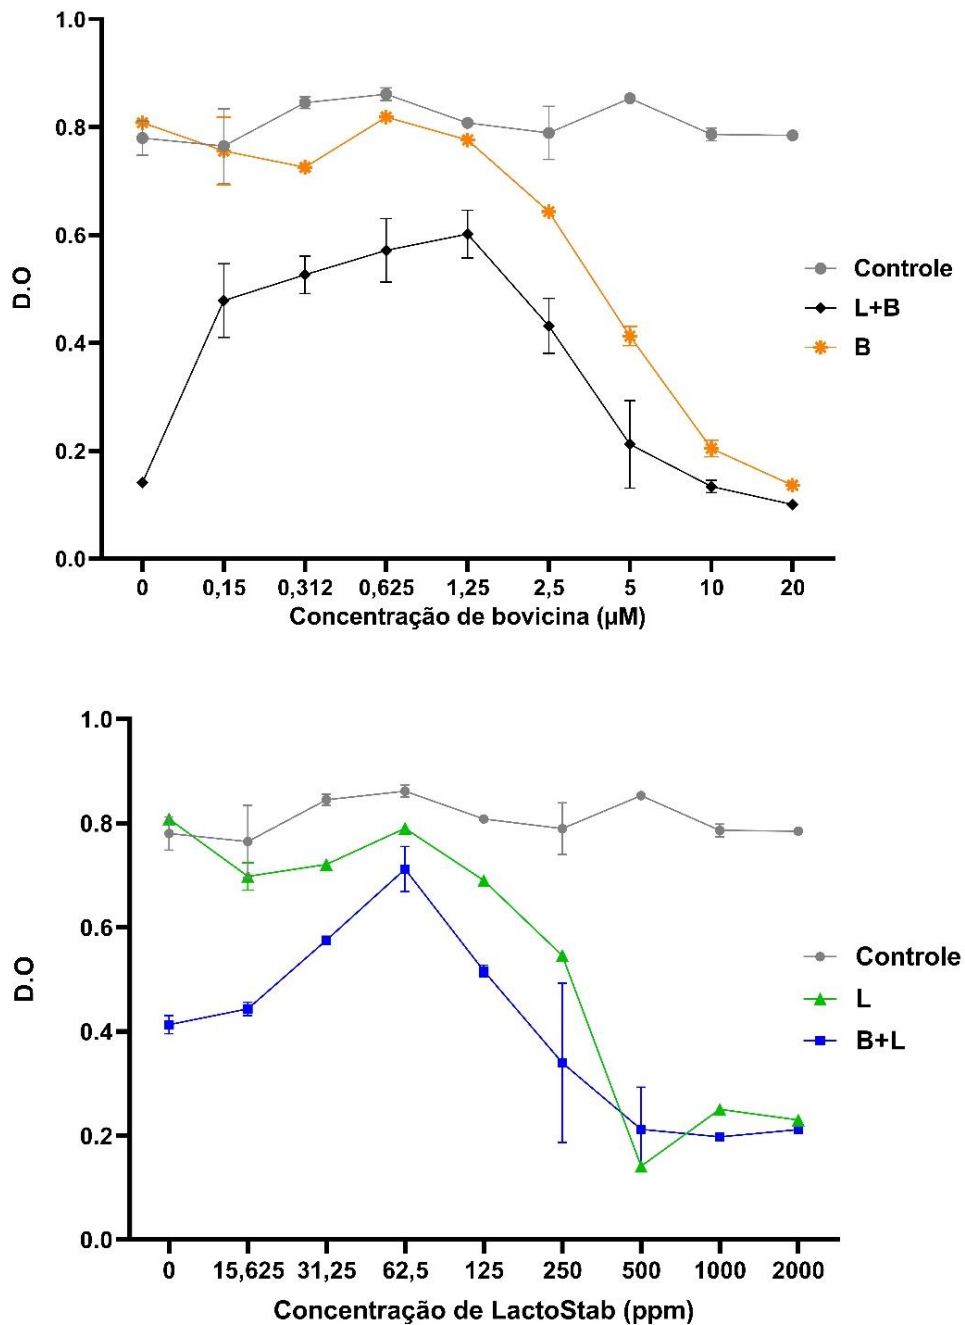 1.0
0.8
0.6
0.4
0.2
0.0
D.O
0 0,15 0,312 0,625 1,25 2,5 5 10 20
Concentração de bovicina (µM)
Controle
L+B
B
1.0
0.8
0.6
0.4
0.2
0.0
D.O
0 15,625 31,25 62,5 125 250 500 1000 2000
Concentração de LactoStab (ppm)
Controle
L
B+L